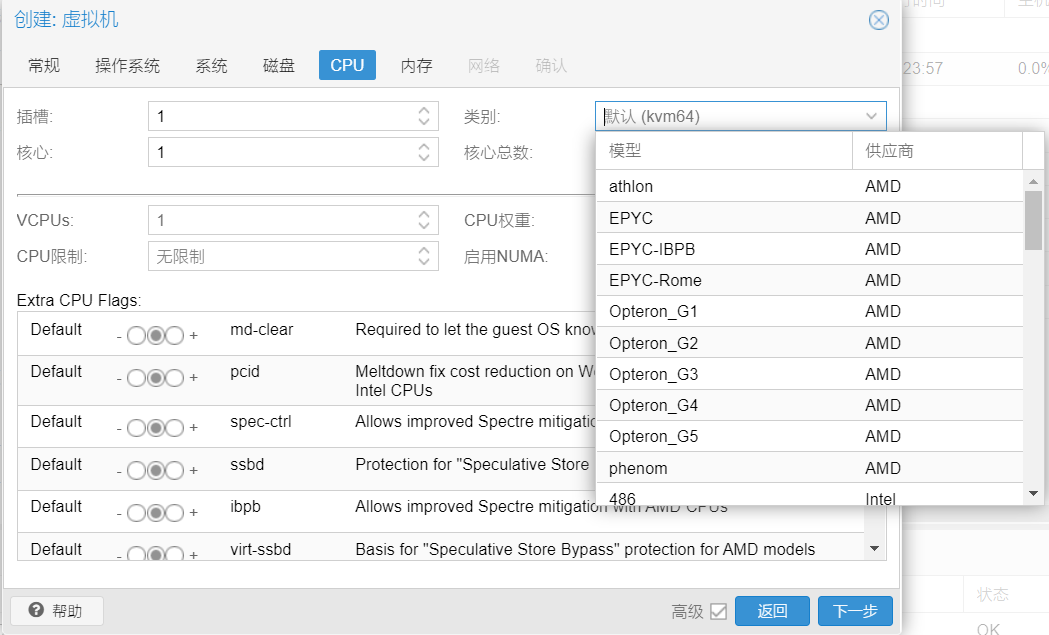 创建: 虚拟机
常规 操作系统 系统 磁盘 CPU 内存 网络 确认
插槽: 1 类别: 默认 (kvm64)
核心: 1 核心总数:
VCPUs: 1 CPU权重:
CPU限制: 无限制 启用NUMA:
模型 供应商
athlon AMD
EPYC AMD
EPYC-IBPB AMD
EPYC-Rome AMD
Opteron_G1 AMD
Opteron_G2 AMD
Opteron_G3 AMD
Opteron_G4 AMD
Opteron_G5 AMD
phenom AMD
486 Intel
Extra CPU Flags:
Default - + md-clear Required to let the guest OS know
Default - + pcid Meltdown fix cost reduction on
Intel CPUs
Default - + spec-ctrl Allows improved Spectre mitigation
Default - + ssbd Protection for "Speculative Store
Default - + ibpb Allows improved Spectre mitigation with AMD CPUs
Default - + virt-ssbd Basis for "Speculative Store Bypass" protection for AMD models
帮助 高级 返回 下一步
23:57 0.0%
状态
OK